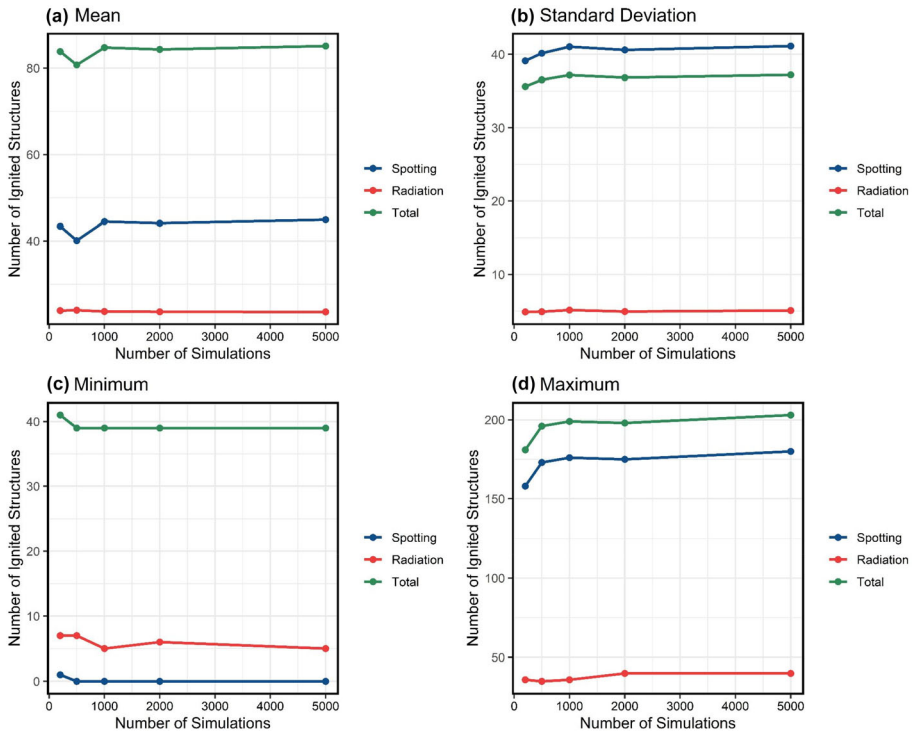 (a) Mean
Number of Ignited Structures
80
60
40
0 1000 2000 3000 4000 5000
Number of Simulations
Spotting
Radiation
Total
(b) Standard Deviation
Number of Ignited Structures
40
30
20
10
0 1000 2000 3000 4000 5000
Number of Simulations
Spotting
Radiation
Total
(c) Minimum
Number of Ignited Structures
40
30
20
10
0
0 1000 2000 3000 4000 5000
Number of Simulations
Spotting
Radiation
Total
(d) Maximum
Number of Ignited Structures
200
150
100
50
0 1000 2000 3000 4000 5000
Number of Simulations
Spotting
Radiation
Total